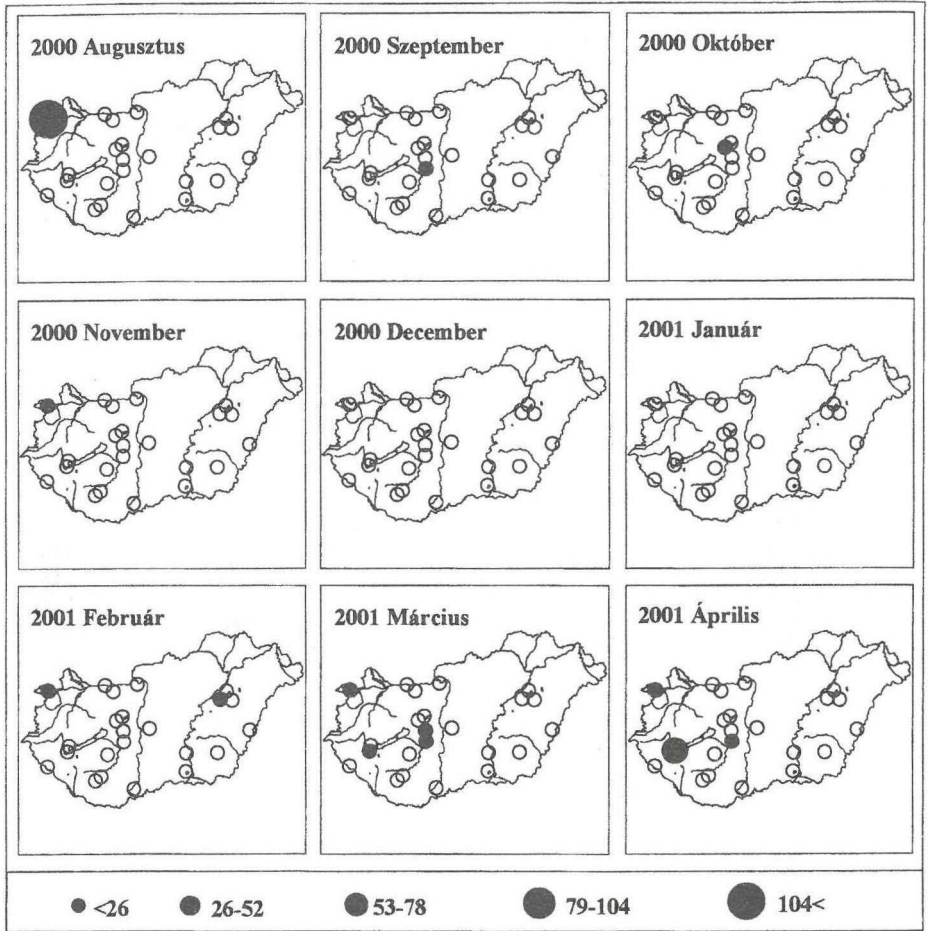 2000 Augusztus
2000 Szeptember
2000 Október
2000 November
2000 December
2001 Január
2001 Február
2001 Március
2001 Április
<26
26-52
53-78
79-104
104<